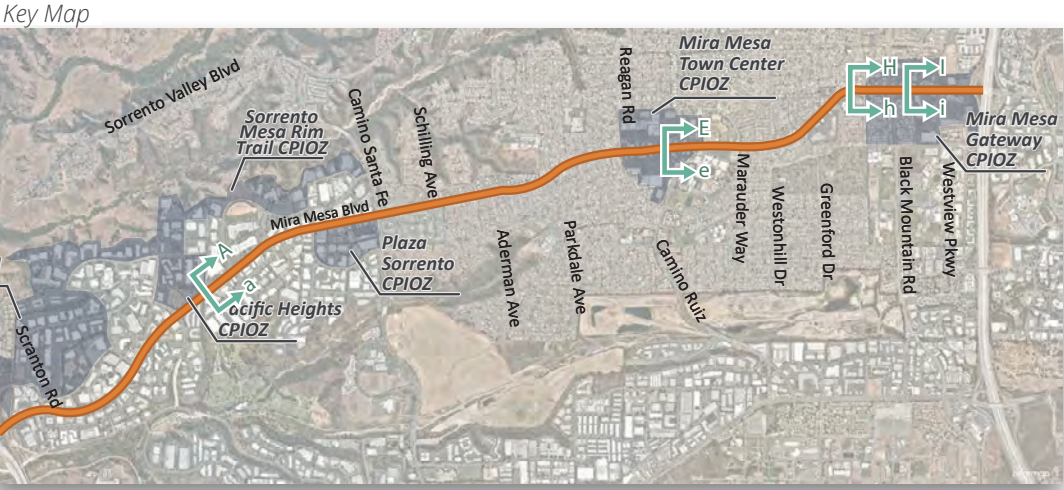 Key Map
Sorrento Valley Blvd
Sorrento
Mesa Rim
Trail CPIOZ
Camino Santa Fe
Schilling Ave
Reagan Rd
Mira Mesa
Town Center
CPIOZ
H
h
I
i
Mira Mesa
Gateway
CPIOZ
E
e
Mira Mesa Blvd
A
a
Plaza
Sorrento
CPIOZ
acific Heights
CPIOZ
Scranton Rd
Aderman Ave
Parkdale Ave
Camino Ruiz
Marauder Way
Westonhill Dr
Greenford Dr
Black Mountain Rd
Westview Pkwy